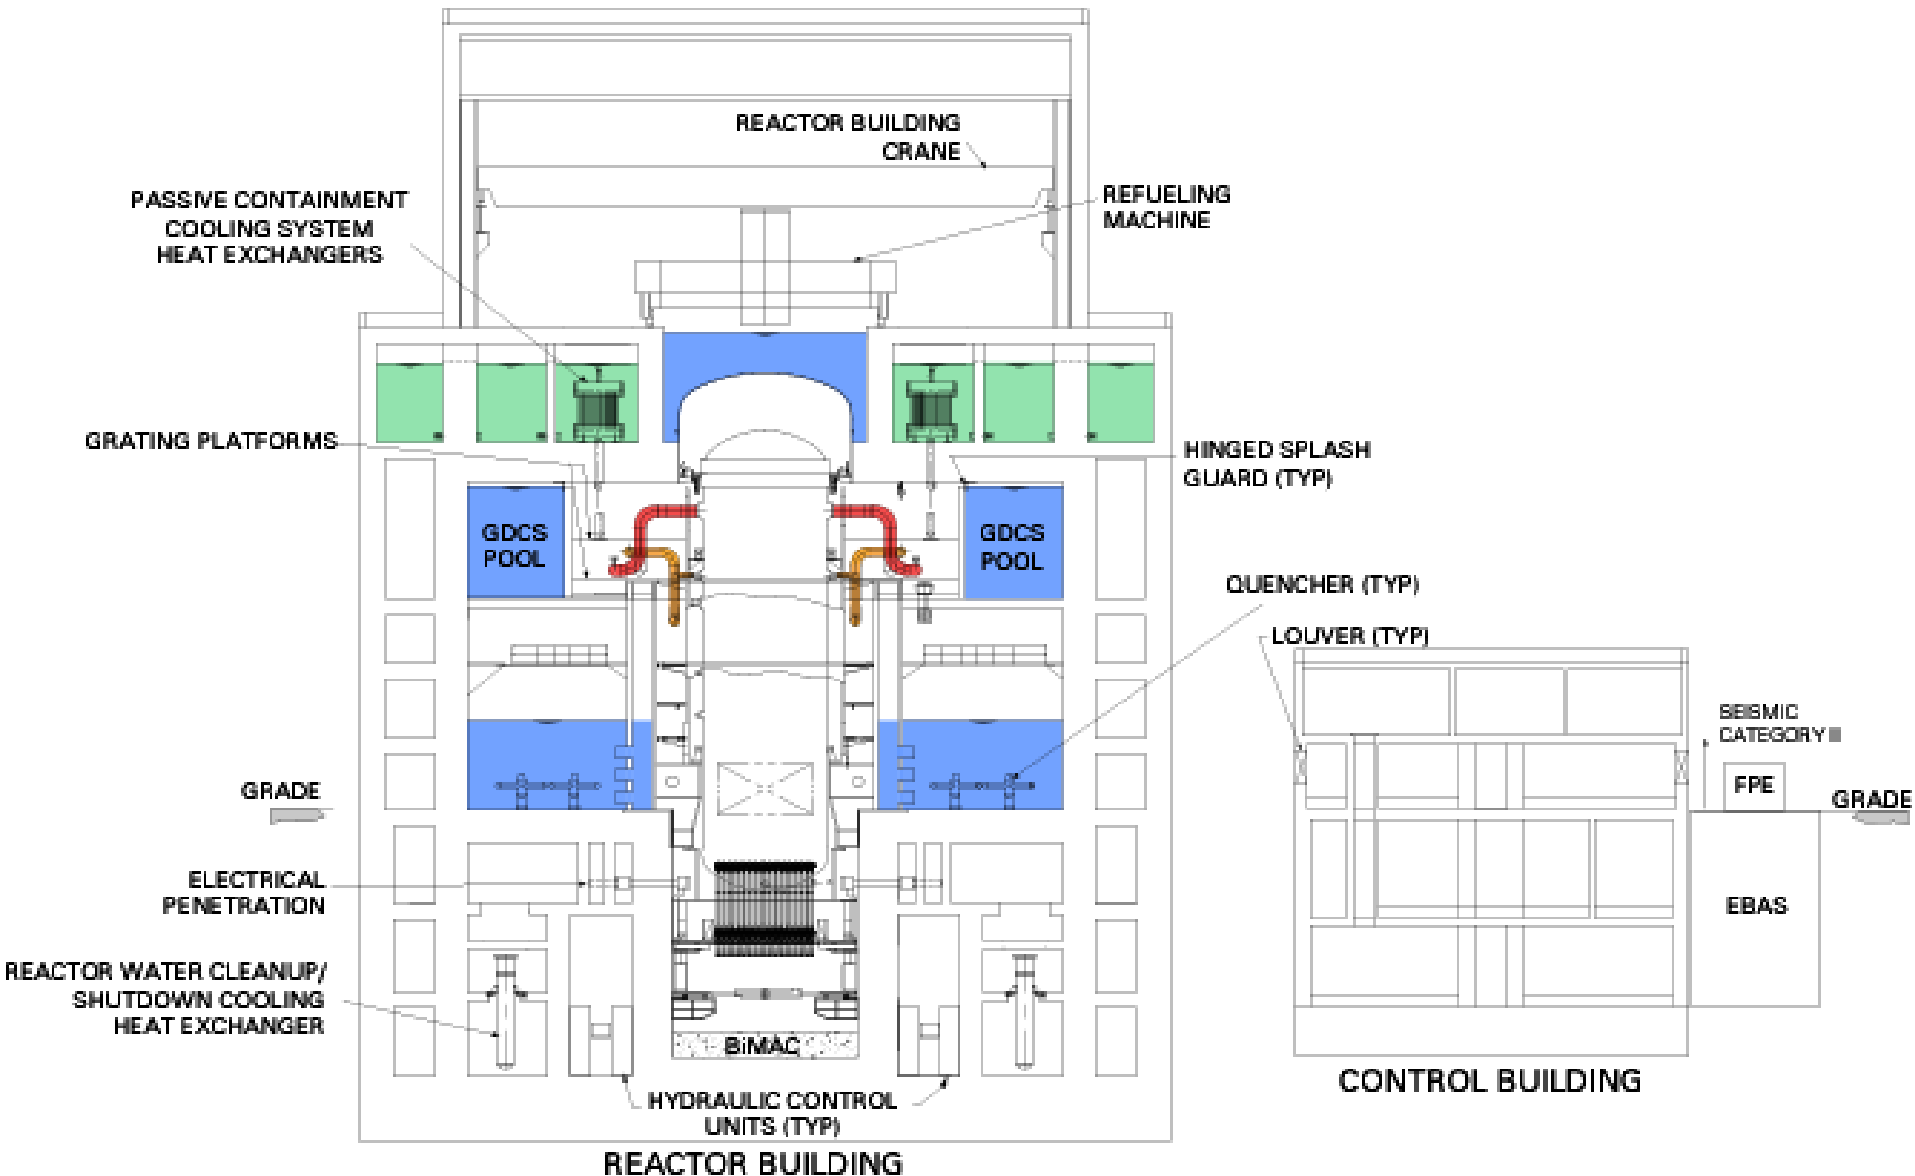 REACTOR BUILDING
CRANE
PASSIVE CONTAINMENT
COOLING SYSTEM
HEAT EXCHANGERS
REFUELING
MACHINE
GRATING PLATFORMS
HINGED SPLASH
GUARD (TYP)
GDCS
POOL
GDCS
POOL
QUENCHER (TYP)
LOUVER (TYP)
SEISMIC
CATEGORY II
GRADE
FPE
GRADE
ELECTRICAL
PENETRATION
EBAS
REACTOR WATER CLEANUP/
SHUTDOWN COOLING
HEAT EXCHANGER
BiMAC
CONTROL BUILDING
HYDRAULIC CONTROL
UNITS (TYP)
REACTOR BUILDING